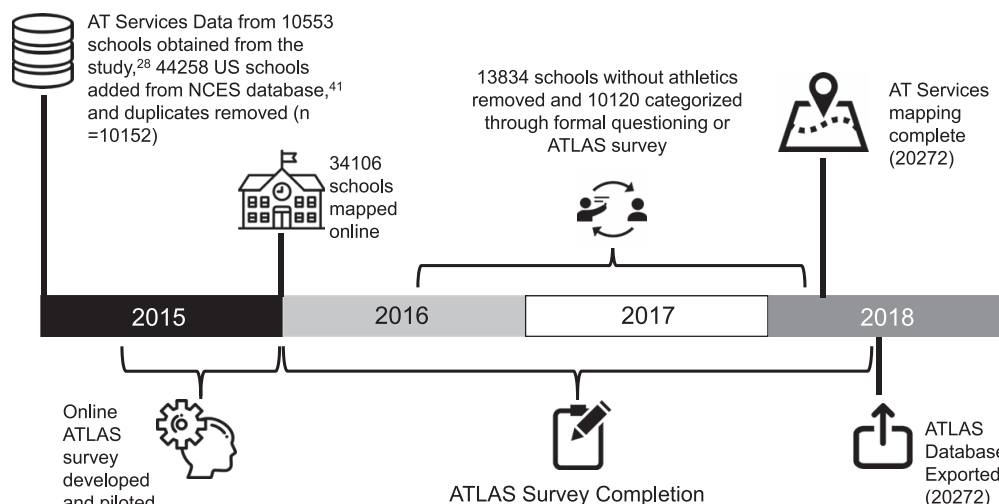 AT Services Data from 10553
schools obtained from the
study,²⁸ 44258 US schools
added from NCES database,⁴¹
and duplicates removed (n
=10152)
34106
schools
mapped
online
13834 schools without athletics
removed and 10120 categorized
through formal questioning or
ATLAS survey
AT Services
mapping
complete
(20272)
2015
2016
2017
2018
Online
ATLAS
survey
developed
and piloted
ATLAS Survey Completion
ATLAS
Database
Exported
(20272)